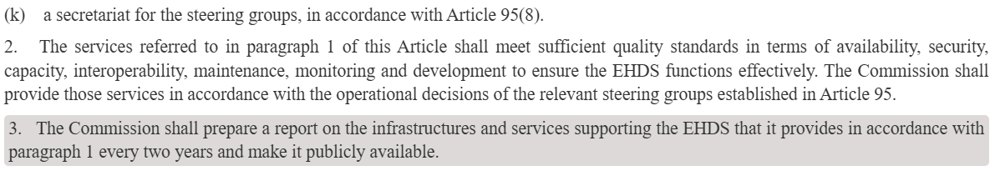 (k) a secretariat for the steering groups, in accordance with Article 95(8).
2. The services referred to in paragraph 1 of this Article shall meet sufficient quality standards in terms of availability, security,
capacity, interoperability, maintenance, monitoring and development to ensure the EHDS functions effectively. The Commission shall
provide those services in accordance with the operational decisions of the relevant steering groups established in Article 95.
3. The Commission shall prepare a report on the infrastructures and services supporting the EHDS that it provides in accordance with
paragraph 1 every two years and make it publicly available.